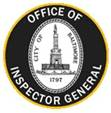 OFFICE OF
CITY OF BALTIMORE
1797
INSPECTOR GENERAL